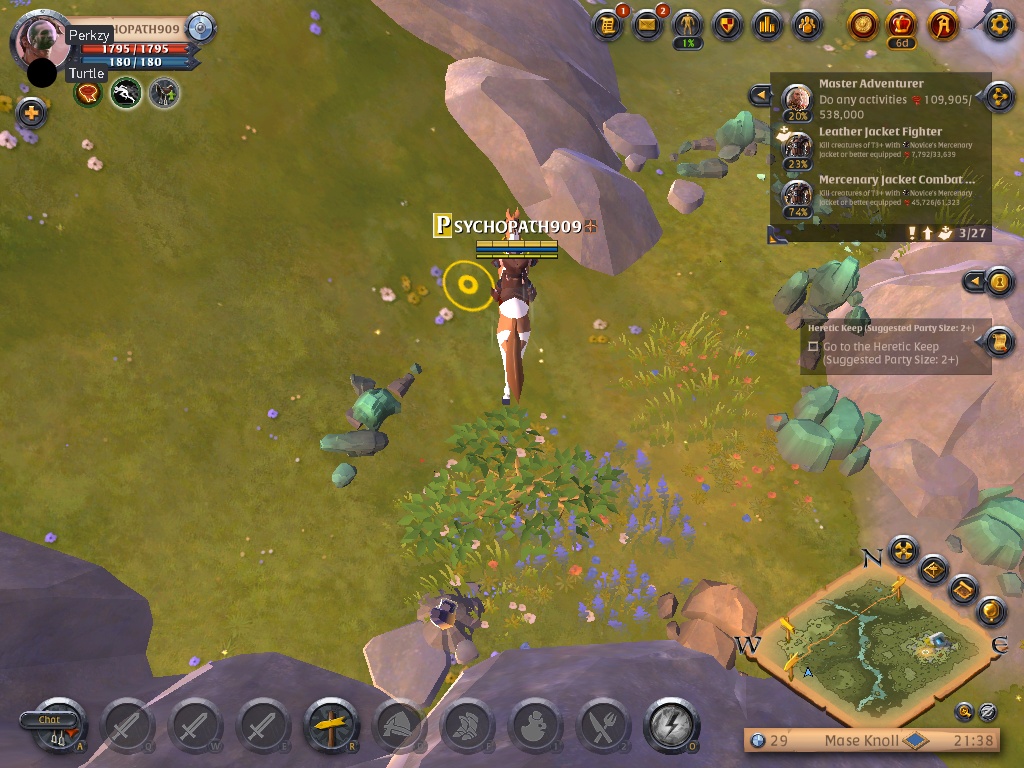 Perkzy
HOPATH909
1795 / 1795
180 / 180
Turtle
1
2
1%
6d
Master Adventurer
Do any activities 109,905/
538,000
20%
Leather Jacket Fighter
Kill creatures of T3+ with Novice's Mercenary
Jacket or better equipped 7,792/33,639
23%
Mercenary Jacket Combat ...
Kill creatures of T3+ with Novice's Mercenary
Jacket or better equipped 45,726/61,323
74%
3/27
PSYCHOPATH909
Heretic Keep (Suggested Party Size: 2+)
Go to the Heretic Keep
(Suggested Party Size: 2+)
N
W
E
Chat
A
Q
W
E
R
D
F
1
2
O
29
Mase Knoll
21:38